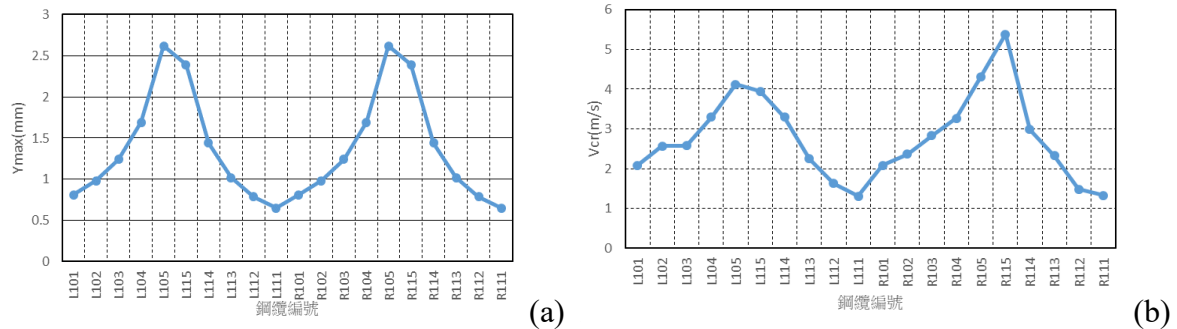 3
2.5
2
1.5
1
0.5
0
Ymax(mm)
L101 L102 L103 L104 L105 L115 L114 L113 L112 L111 R101 R102 R103 R104 R105 R115 R114 R113 R112 R111
鋼纜編號
(a)
6
5
4
3
2
1
0
Vcr(m/s)
L101 L102 L103 L104 L105 L115 L114 L113 L112 L111 R101 R102 R103 R104 R105 R115 R114 R113 R112 R111
鋼纜編號
(b)